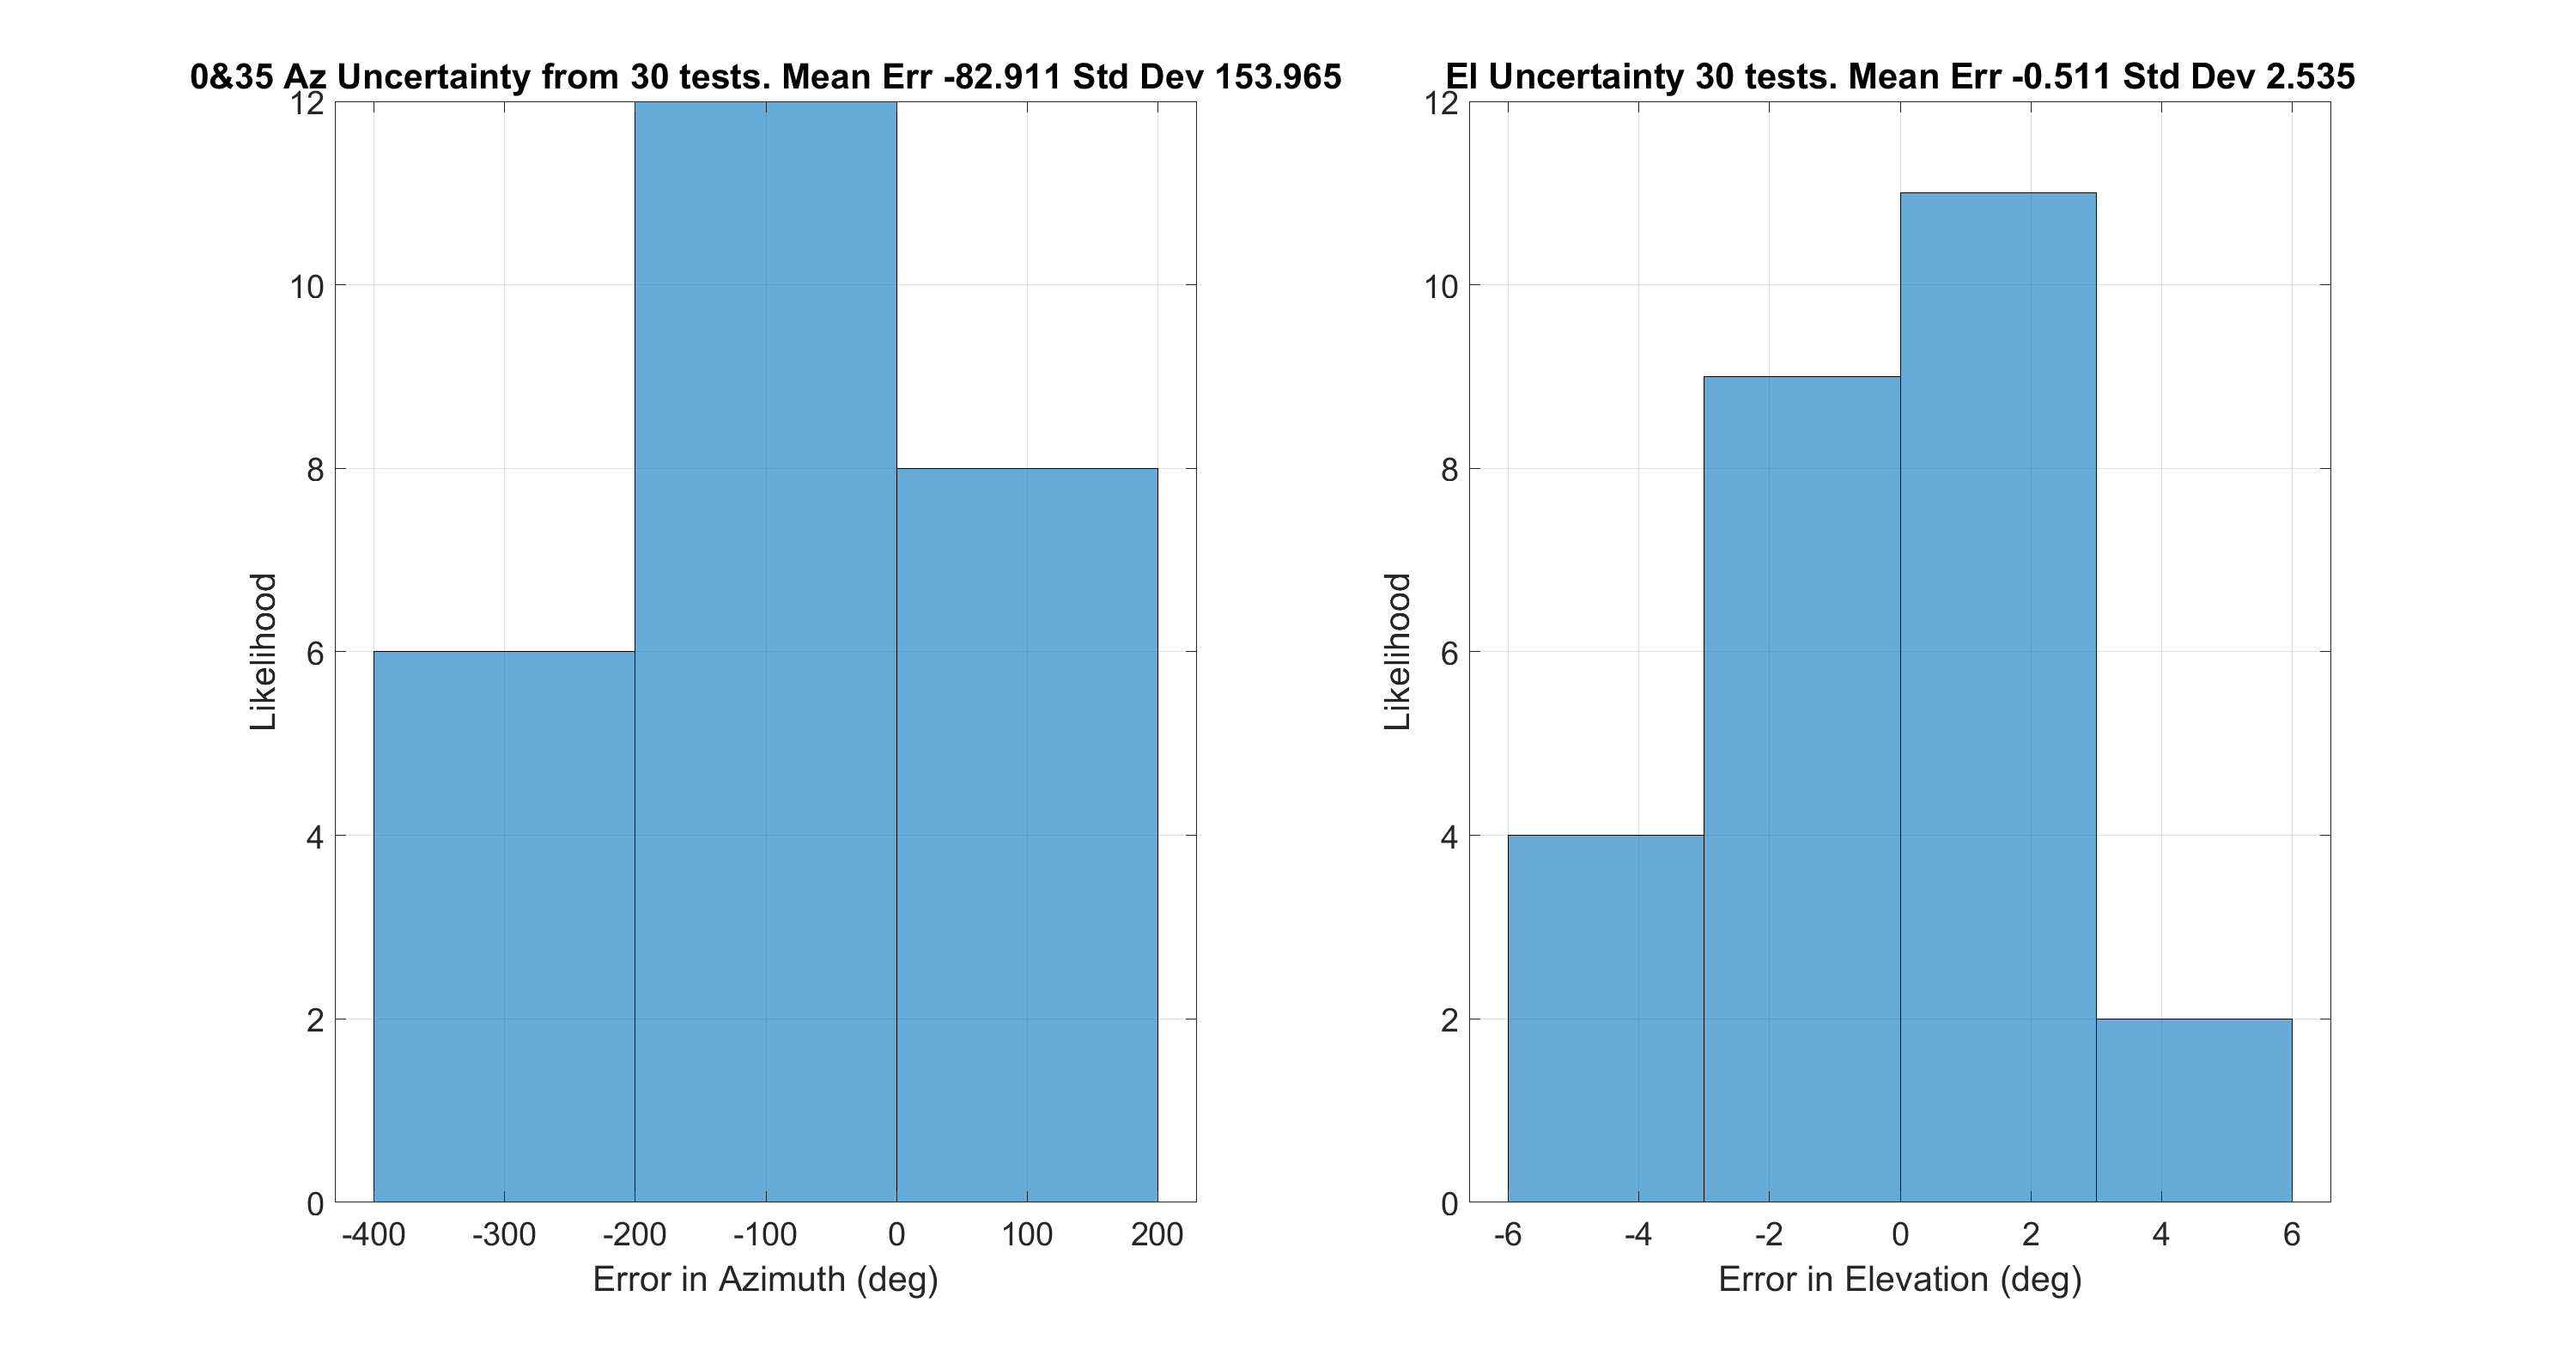 0&35 Az Uncertainty from 30 tests. Mean Err -82.911 Std Dev 153.965
12
10
8
6
4
2
0
Likelihood
-400 -300 -200 -100 0 100 200
Error in Azimuth (deg)
El Uncertainty 30 tests. Mean Err -0.511 Std Dev 2.535
12
10
8
6
4
2
0
Likelihood
-6 -4 -2 0 2 4 6
Error in Elevation (deg)